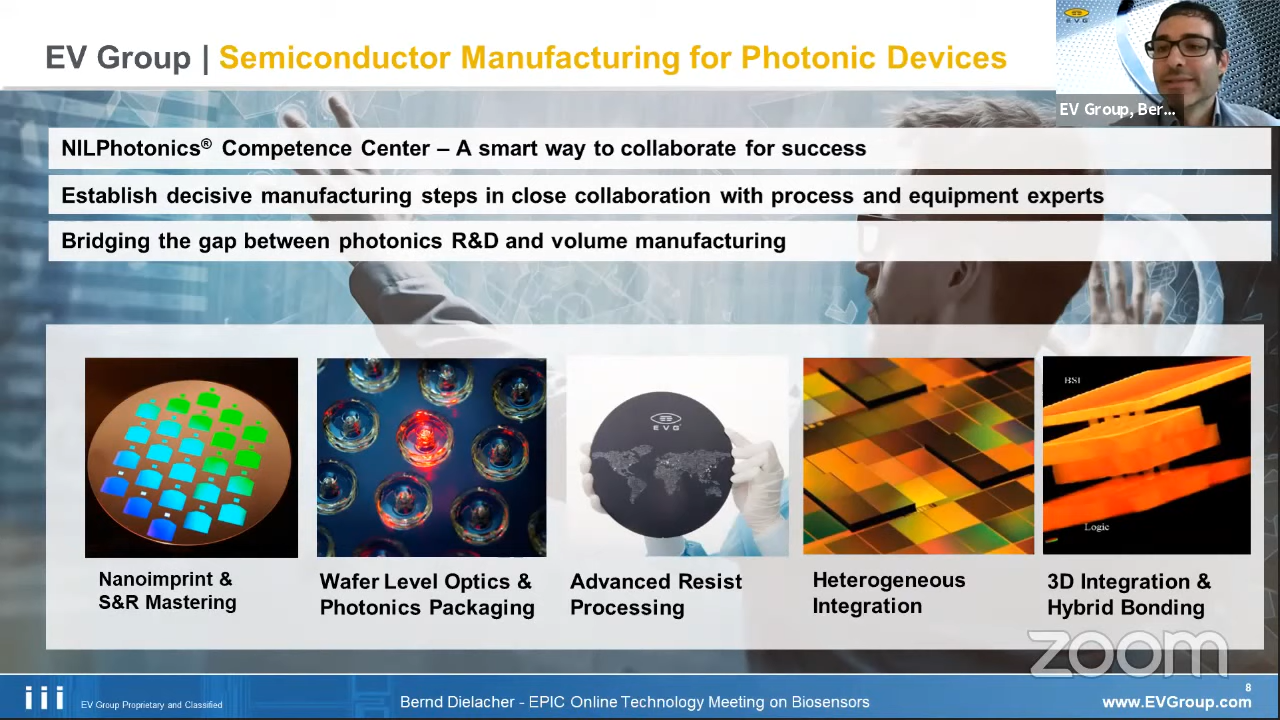 EV Group | Semiconductor Manufacturing for Photonic Devices
EVG
EV Group, Ber...
NILPhotonics® Competence Center – A smart way to collaborate for success
Establish decisive manufacturing steps in close collaboration with process and equipment experts
Bridging the gap between photonics R&D and volume manufacturing
EVG
HSI
Logic
Nanoimprint &
S&R Mastering
Wafer Level Optics &
Photonics Packaging
Advanced Resist
Processing
Heterogeneous
Integration
3D Integration &
Hybrid Bonding
zoom
iii
EV Group Proprietary and Classified
Bernd Dielacher - EPIC Online Technology Meeting on Biosensors
8
www.EVGroup.com